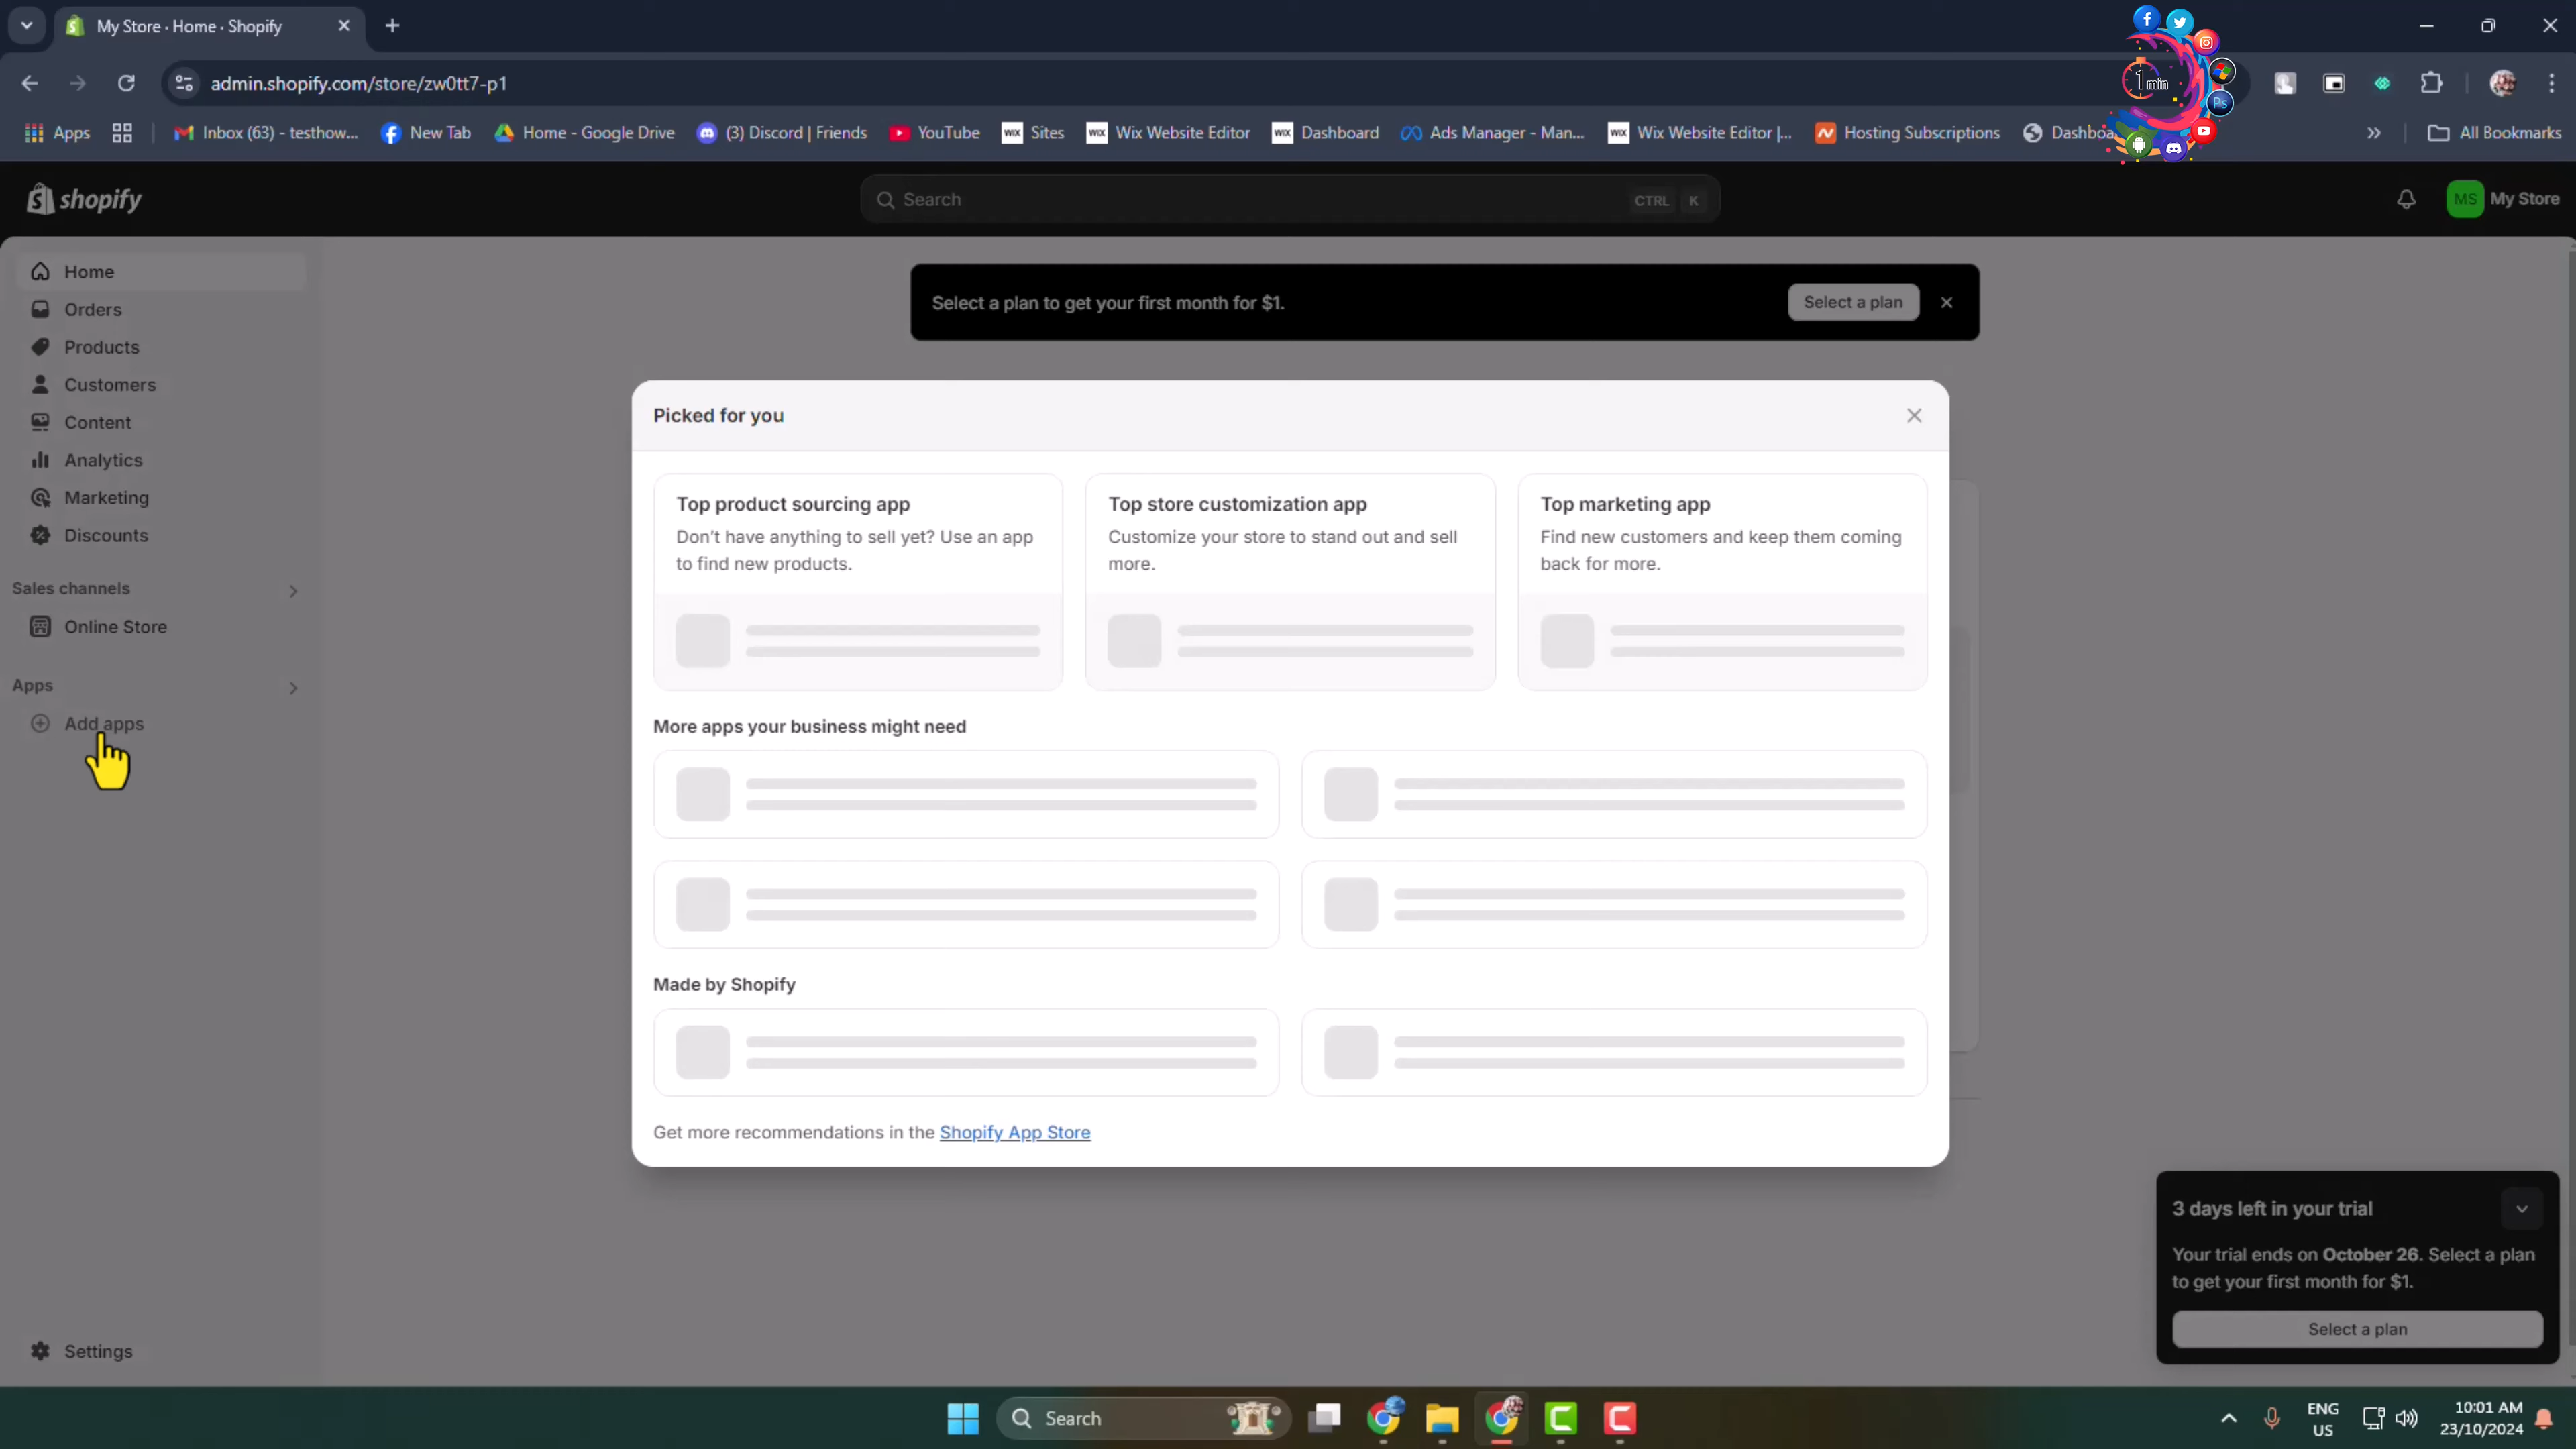 My Store · Home · Shopify
admin.shopify.com/store/zw0tt7-p1
1 min
Ps
Apps
Inbox (63) - testhow...
New Tab
Home - Google Drive
(3) Discord | Friends
YouTube
WIX Sites
WIX Wix Website Editor
WIX Dashboard
Ads Manager - Man...
WIX Wix Website Editor |...
Hosting Subscriptions
All Bookmarks
shopify
Search
CTRL K
MS My Store
Home
Orders
Products
Customers
Content
Analytics
Marketing
Discounts
Sales channels
Online Store
Apps
Add apps
Settings
Select a plan to get your first month for $1.
Select a plan
Picked for you
Top product sourcing app
Don't have anything to sell yet? Use an app
to find new products.
Top store customization app
Customize your store to stand out and sell
more.
Top marketing app
Find new customers and keep them coming
back for more.
More apps your business might need
Made by Shopify
Get more recommendations in the Shopify App Store
3 days left in your trial
Your trial ends on October 26. Select a plan
to get your first month for $1.
Select a plan
Search
ENG
US
10:01 AM
23/10/2024